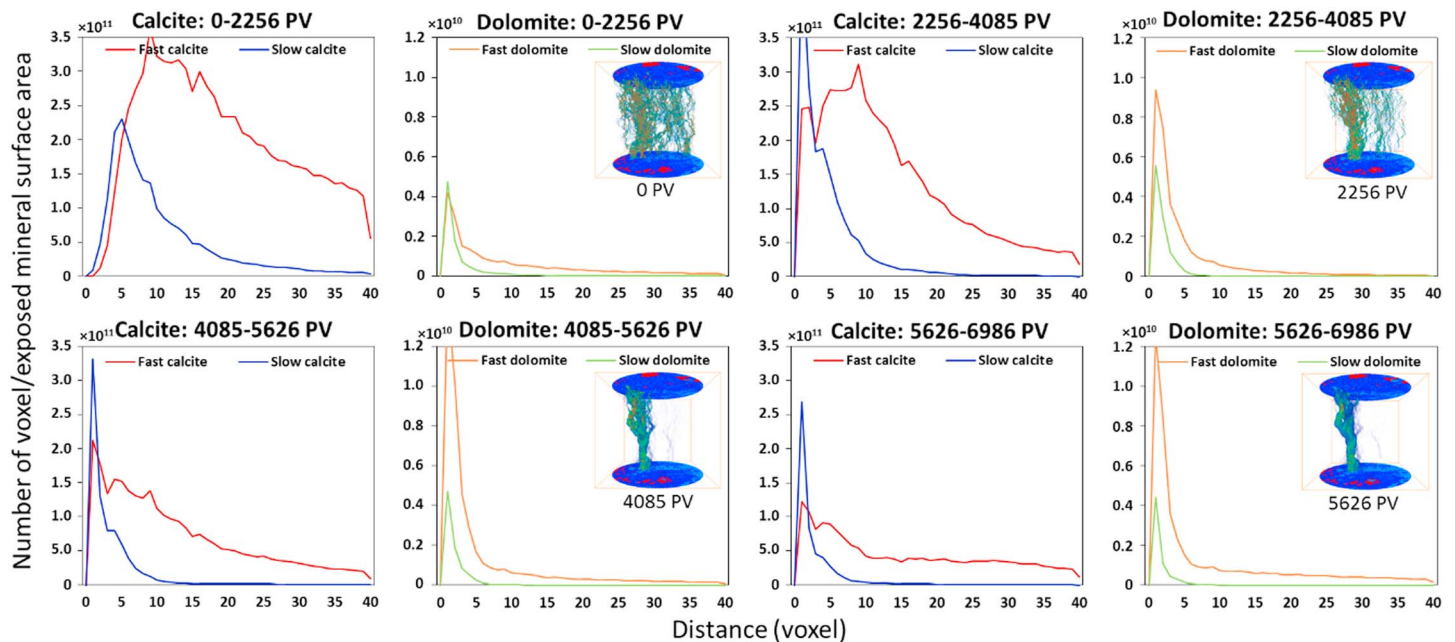 Number of voxel/exposed mineral surface area
Calcite: 0-2256 PV
×10¹¹
Fast calcite
Slow calcite
3.5
3.0
2.5
2.0
1.5
1.0
5.0
0
0 5 10 15 20 25 30 35 40
Dolomite: 0-2256 PV
×10¹⁰
Fast dolomite
Slow dolomite
1.2
1.0
0.8
0.6
0.4
0.2
0
0 PV
0 5 10 15 20 25 30 35 40
Calcite: 2256-4085 PV
×10¹¹
Fast calcite
Slow calcite
3.5
3.0
2.5
2.0
1.5
1.0
5.0
0
0 5 10 15 20 25 30 35 40
Dolomite: 2256-4085 PV
×10¹⁰
Fast dolomite
Slow dolomite
1.2
1.0
0.8
0.6
0.4
0.2
0
2256 PV
0 5 10 15 20 25 30 35 40
Calcite: 4085-5626 PV
×10¹¹
Fast calcite
Slow calcite
3.5
3.0
2.5
2.0
1.5
1.0
5.0
0
0 5 10 15 20 25 30 35 40
Dolomite: 4085-5626 PV
×10¹⁰
Fast dolomite
Slow dolomite
1.2
1.0
0.8
0.6
0.4
0.2
0
4085 PV
0 5 10 15 20 25 30 35 40
Calcite: 5626-6986 PV
×10¹¹
Fast calcite
Slow calcite
3.5
3.0
2.5
2.0
1.5
1.0
5.0
0
0 5 10 15 20 25 30 35 40
Dolomite: 5626-6986 PV
×10¹⁰
Fast dolomite
Slow dolomite
1.2
1.0
0.8
0.6
0.4
0.2
0
5626 PV
0 5 10 15 20 25 30 35 40
Distance (voxel)